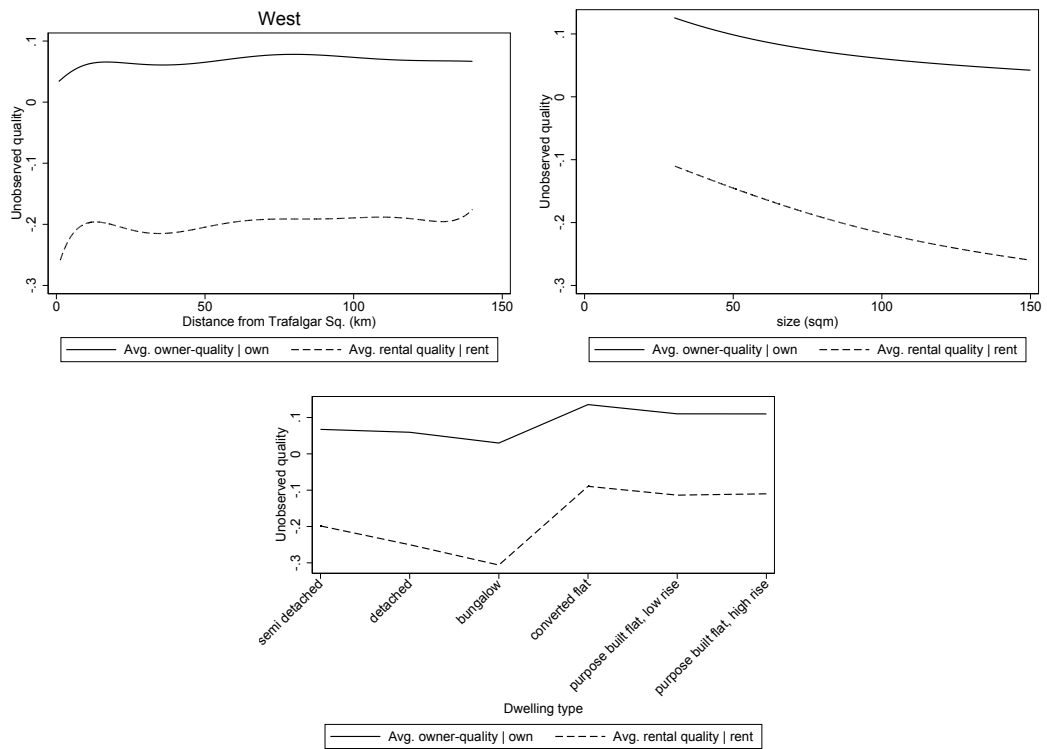 West
Unobserved quality
.1
0
-.1
-.2
-.3
0 50 100 150
Distance from Trafalgar Sq. (km)
Avg. owner-quality | own Avg. rental quality | rent
Unobserved quality
.1
0
-.1
-.2
-.3
0 50 100 150
size (sqm)
Avg. owner-quality | own Avg. rental quality | rent
Unobserved quality
.1
0
-.1
-.2
-.3
semi detached
detached
bungalow
converted flat
purpose built flat, low rise
purpose built flat, high rise
Dwelling type
Avg. owner-quality | own Avg. rental quality | rent